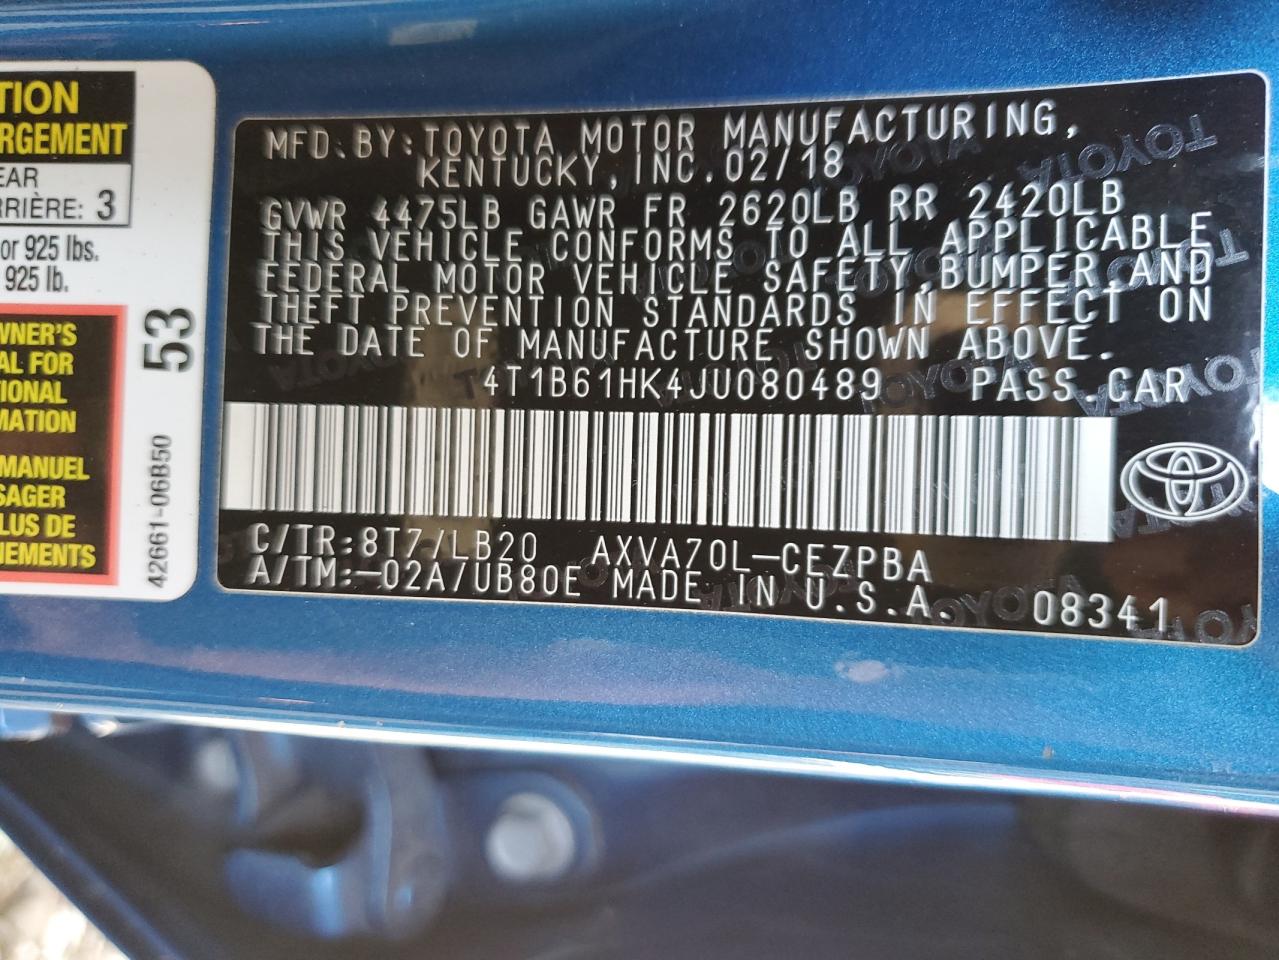 TION
RGEMENT
EAR
RRIÈRE: 3
or 925 lbs.
925 lb.
WNER'S
AL FOR
TIONAL
MATION
MANUEL
SAGER
LUS DE
NEMENTS
53
42661-06B50
MFD. BY: TOYOTA MOTOR MANUFACTURING,
KENTUCKY, INC. 02/18
GVWR 4475LB GAWR FR 2620LB RR 2420LB
THIS VEHICLE CONFORMS TO ALL APPLICABLE
FEDERAL MOTOR VEHICLE SAFETY, BUMPER, AND
THEFT PREVENTION STANDARDS IN EFFECT ON
THE DATE OF MANUFACTURE SHOWN ABOVE.
4T1B61HK4JU080489 PASS.CAR
C/TR:8T7/LB20 AXVA70L-CEZPBA
A/TM:-02A/UB80E MADE IN U.S.A. 08341